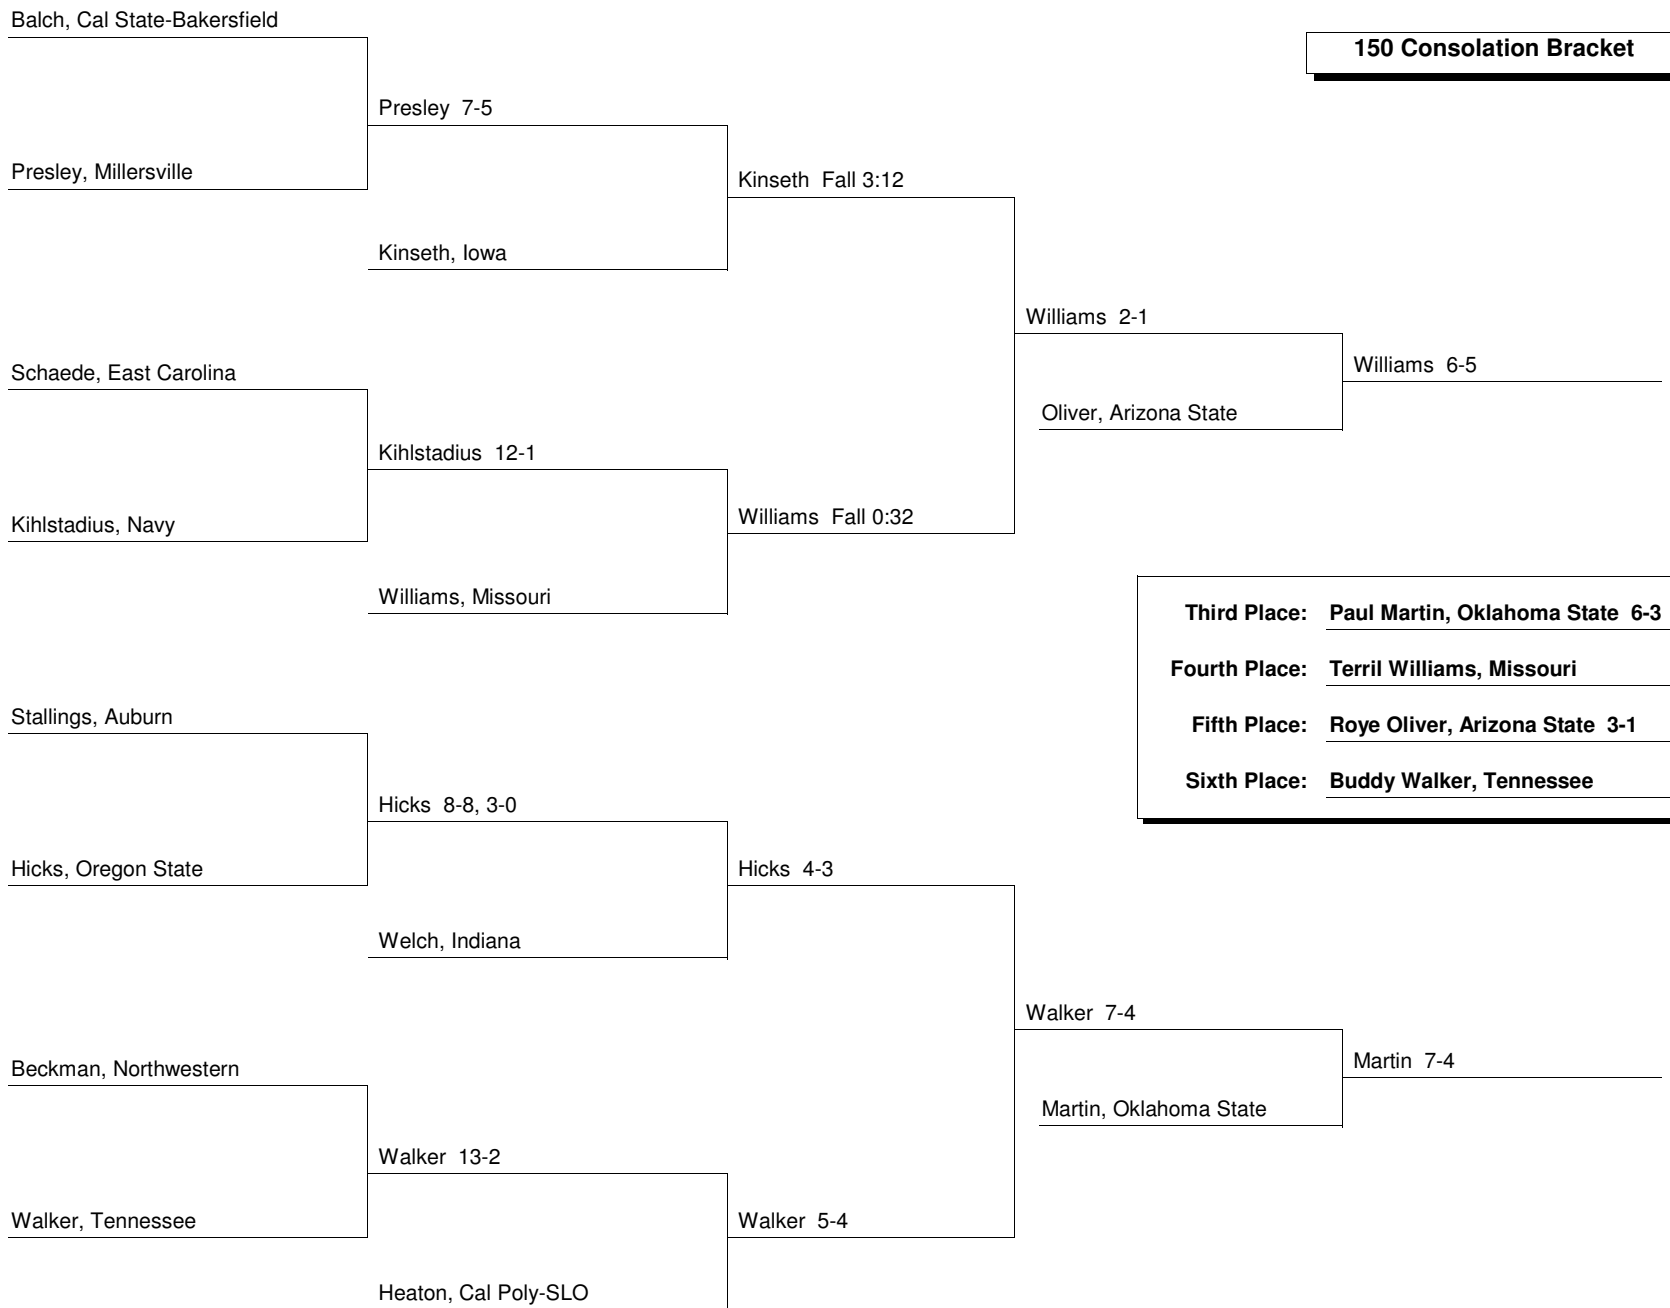 Balch, Cal State-Bakersfield
150 Consolation Bracket
Presley 7-5
Presley, Millersville
Kinseth Fall 3:12
Kinseth, Iowa
Williams 2-1
Schaede, East Carolina
Williams 6-5
Oliver, Arizona State
Kihlstadius 12-1
Kihlstadius, Navy
Williams Fall 0:32
Williams, Missouri
Third Place: Paul Martin, Oklahoma State 6-3
Fourth Place: Terril Williams, Missouri
Stallings, Auburn
Fifth Place: Roye Oliver, Arizona State 3-1
Sixth Place: Buddy Walker, Tennessee
Hicks 8-8, 3-0
Hicks, Oregon State
Hicks 4-3
Welch, Indiana
Walker 7-4
Beckman, Northwestern
Martin 7-4
Martin, Oklahoma State
Walker 13-2
Walker, Tennessee
Walker 5-4
Heaton, Cal Poly-SLO